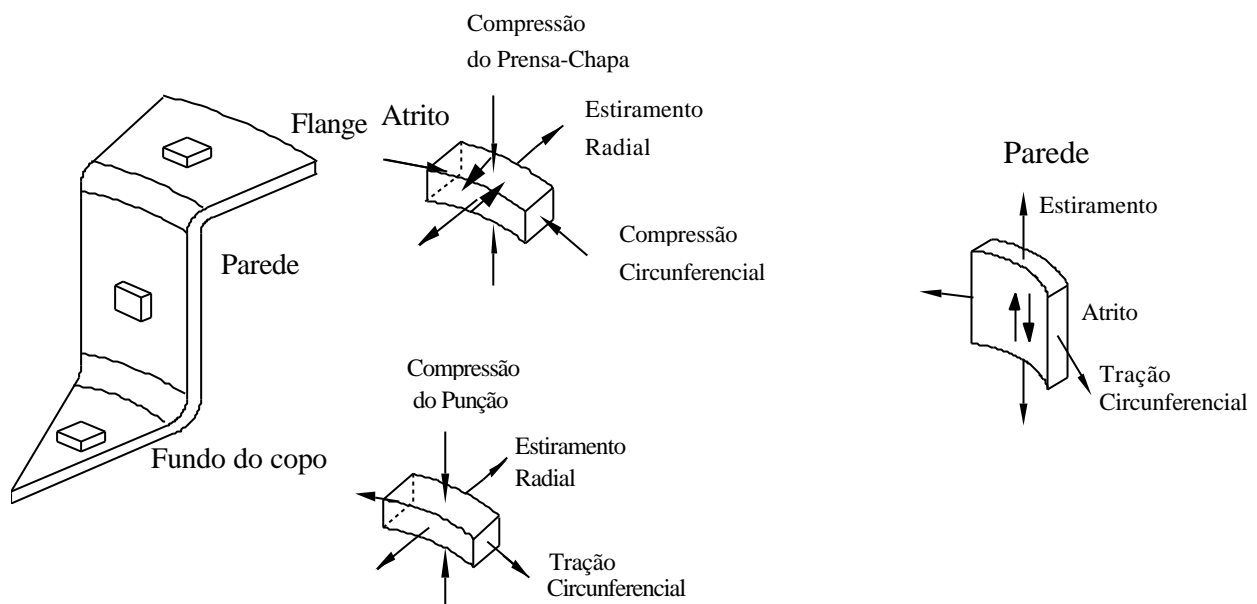 Compressão
do Prensa-Chapa
Flange
Atrito
Estiramento
Radial
Compressão
Circunferencial
Parede
Fundo do copo
Compressão
do Punção
Estiramento
Radial
Tração
Circunferencial
Parede
Estiramento
Atrito
Tração
Circunferencial